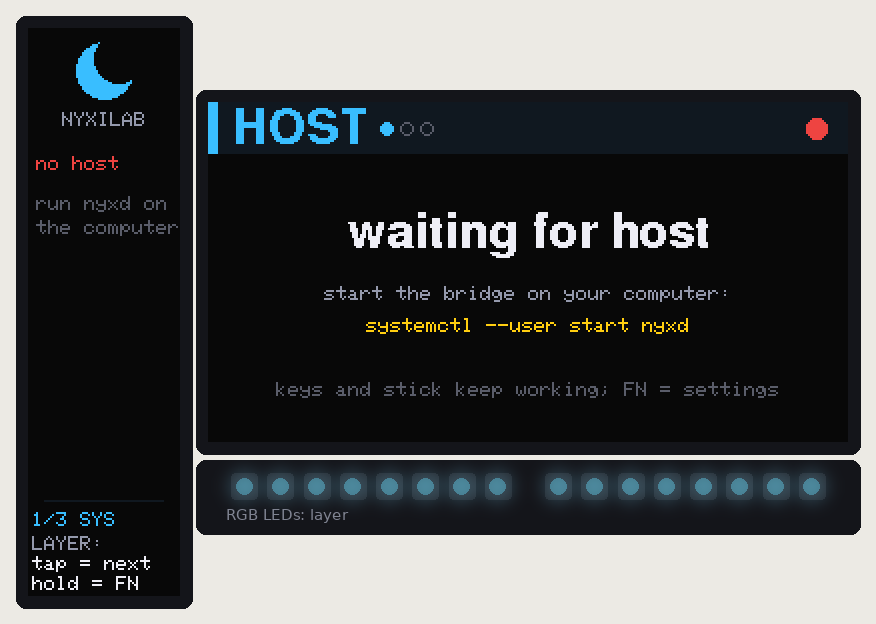 NYXILAB
no host
run nyxd on
the computer
1/3 SYS
LAYER:
tap = next
hold = FN
HOST
waiting for host
start the bridge on your computer:
systemctl --user start nyxd
keys and stick keep working; FN = settings
RGB LEDs: layer